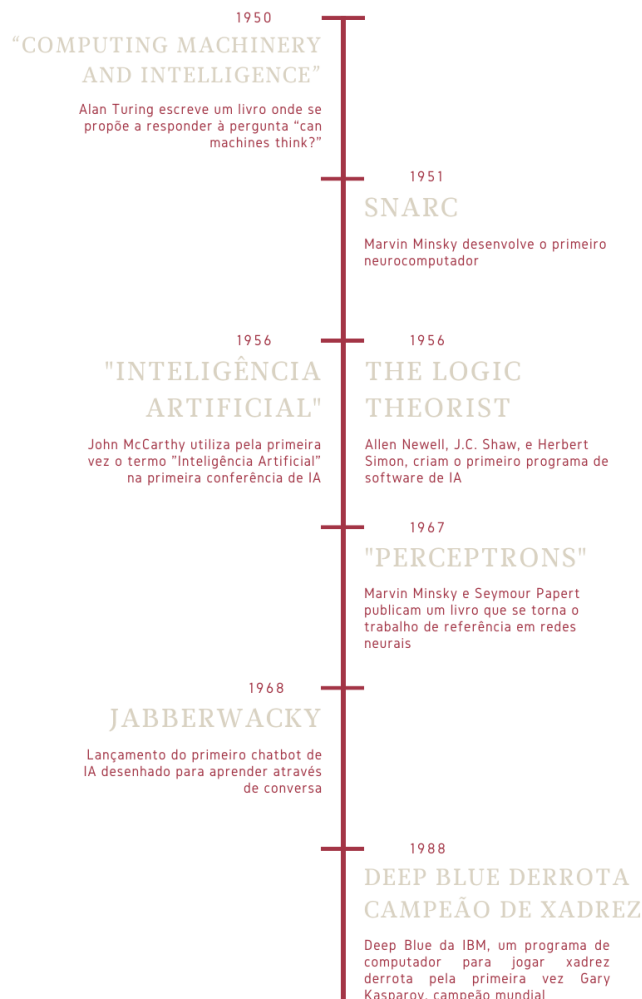 1950
“COMPUTING MACHINERY
AND INTELLIGENCE”
Alan Turing escreve um livro onde se
propõe a responder à pergunta “can
machines think?”
1951
SNARC
Marvin Minsky desenvolve o primeiro
neurocomputador
1956
"INTELIGÊNCIA
ARTIFICIAL"
John McCarthy utiliza pela primeira
vez o termo "Inteligência Artificial"
na primeira conferência de IA
1956
THE LOGIC
THEORIST
Allen Newell, J.C. Shaw, e Herbert
Simon, criam o primeiro programa de
software de IA
1967
"PERCEPTRONS"
Marvin Minsky e Seymour Papert
publicam um livro que se torna o
trabalho de referência em redes
neurais
1968
JABBERWACKY
Lançamento do primeiro chatbot de
IA desenhado para aprender através
de conversa
1988
DEEP BLUE DERROTA
CAMPEÃO DE XADREZ
Deep Blue da IBM, um programa de
computador para jogar xadrez
derrota pela primeira vez Gary
Kasparov, campeão mundial